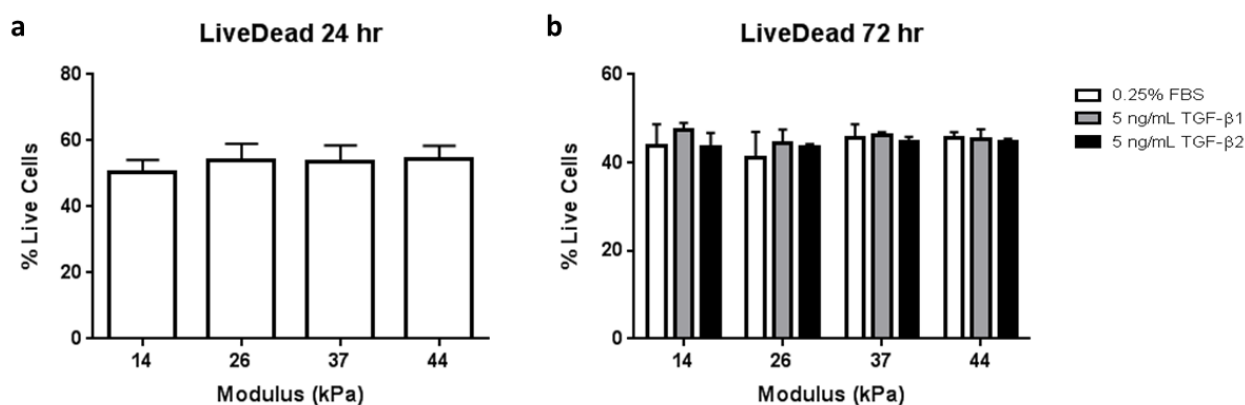 a
LiveDead 24 hr
% Live Cells
80
60
40
20
0
14 26 37 44
Modulus (kPa)
b
LiveDead 72 hr
% Live Cells
60
40
20
0
14 26 37 44
Modulus (kPa)
0.25% FBS
5 ng/mL TGF-β1
5 ng/mL TGF-β2